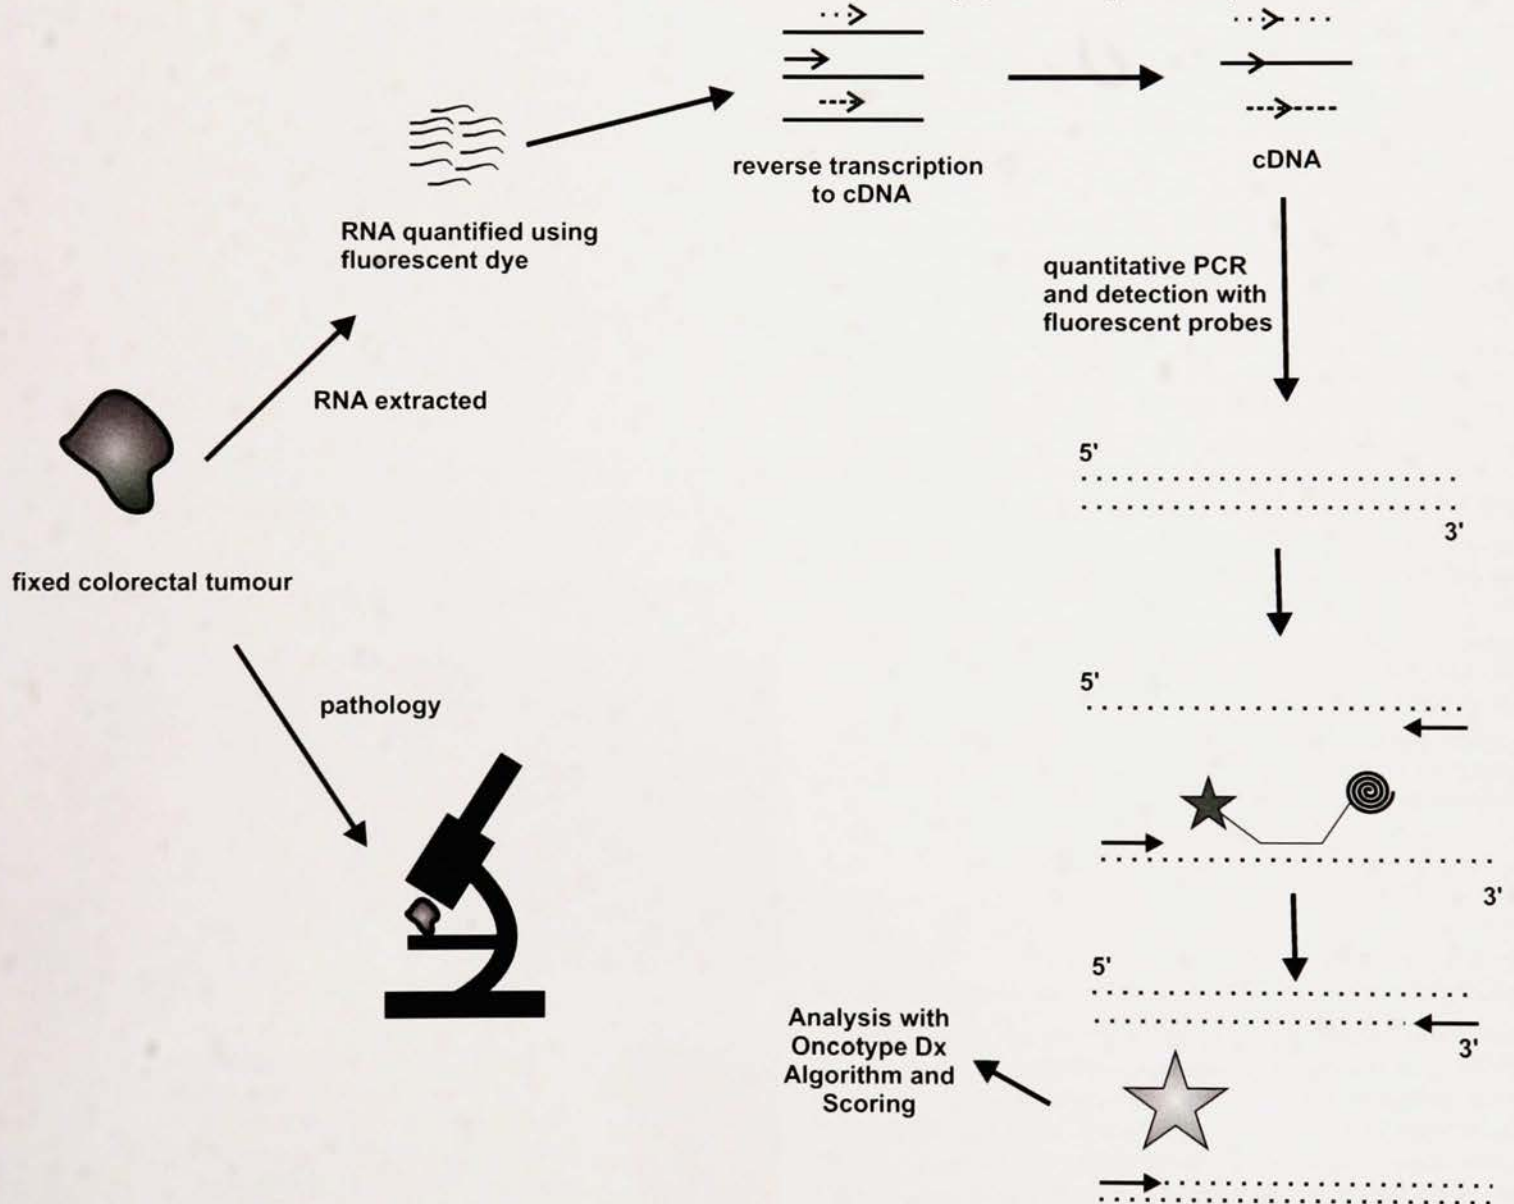 reverse transcription
to cDNA
cDNA
RNA quantified using
fluorescent dye
quantitative PCR
and detection with
fluorescent probes
RNA extracted
5'
3'
fixed colorectal tumour
5'
pathology
3'
5'
3'
Analysis with
Oncotype Dx
Algorithm and
Scoring